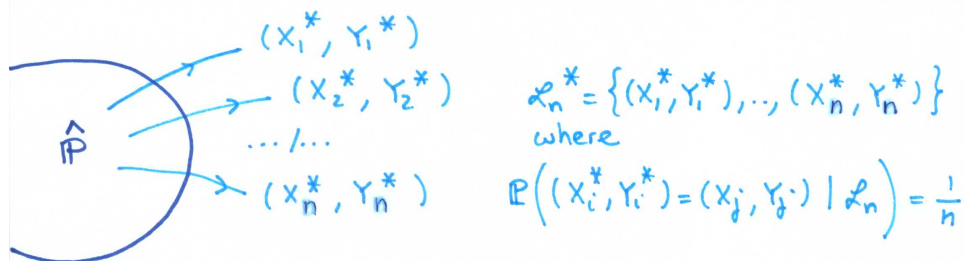 P̂
(X₁*, Y₁*)
(X₂*, Y₂*)
.../...
(Xₙ*, Yₙ*)
ℒₙ* = {(X₁*, Y₁*), .., (Xₙ*, Yₙ*)}
where
ℙ((Xᵢ*, Yᵢ*) = (Xⱼ, Yⱼ) | ℒₙ) = 1/n